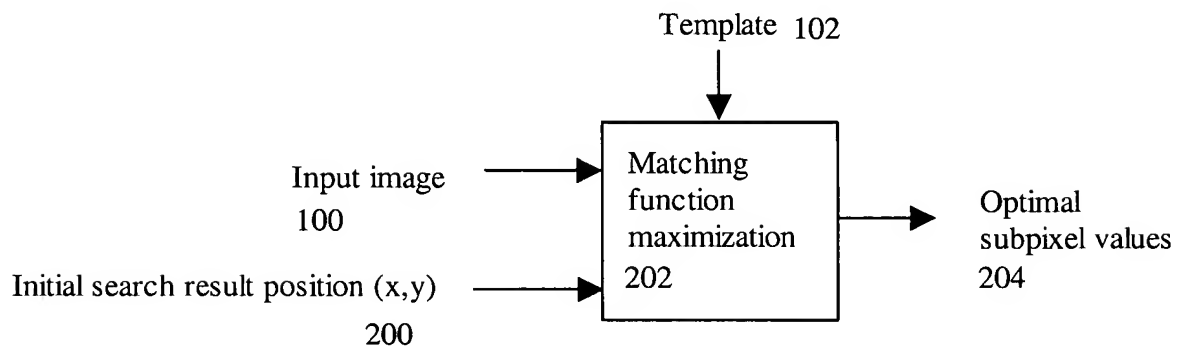 Template 102
Input image
100
Initial search result position (x,y)
200
Matching
function
maximization
202
Optimal
subpixel values
204